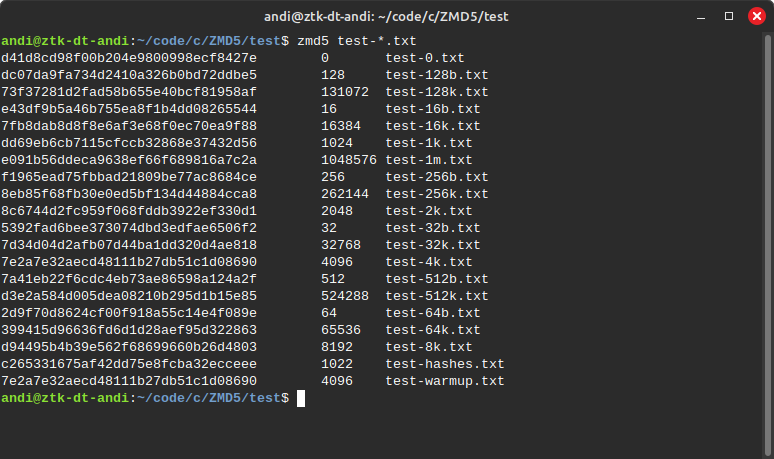 andi@ztk-dt-andi: ~/code/c/ZMD5/test
andi@ztk-dt-andi:~/code/c/ZMD5/test$ zmd5 test-*.txt
d41d8cd98f00b204e9800998ecf8427e 0 test-0.txt
dc07da9fa734d2410a326b0bd72ddbe5 128 test-128b.txt
73f37281d2fad58b655e40bcf81958af 131072 test-128k.txt
e43df9b5a46b755ea8f1b4dd08265544 16 test-16b.txt
7fb8dab8d8f8e6af3e68f0ec70ea9f88 16384 test-16k.txt
dd69eb6cb7115cfccb32868e37432d56 1024 test-1k.txt
e091b56ddeca9638ef66f689816a7c2a 1048576 test-1m.txt
f1965ead75fbbad21809be77ac8684ce 256 test-256b.txt
8eb85f68fb30e0ed5bf134d44884cca8 262144 test-256k.txt
8c6744d2fc959f068fddb3922ef330d1 2048 test-2k.txt
5392fad6bee373074dbd3edfae6506f2 32 test-32b.txt
7d34d04d2afb07d44ba1dd320d4ae818 32768 test-32k.txt
7e2a7e32aecd48111b27db51c1d08690 4096 test-4k.txt
7a41eb22f6cdc4eb73ae86598a124a2f 512 test-512b.txt
d3e2a584d005dea08210b295d1b15e85 524288 test-512k.txt
2d9f70d8624cf00f918a55c14e4f089e 64 test-64b.txt
399415d96636fd6d1d28aef95d322863 65536 test-64k.txt
d94495b4b39e562f68699660b26d4803 8192 test-8k.txt
c265331675af42dd75e8fcba32ecceee 1022 test-hashes.txt
7e2a7e32aecd48111b27db51c1d08690 4096 test-warmup.txt
andi@ztk-dt-andi:~/code/c/ZMD5/test$